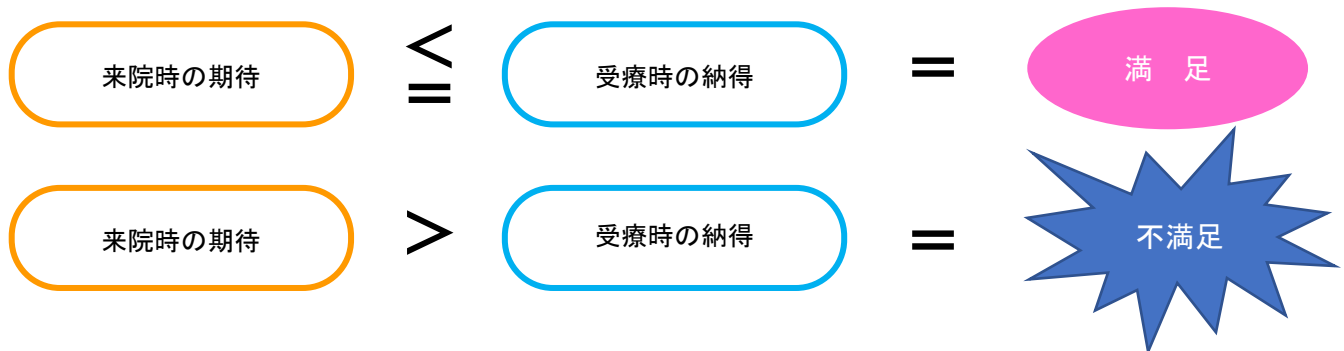 来院時の期待 ≦ 受療時の納得 = 満 足
来院時の期待 > 受療時の納得 = 不満足